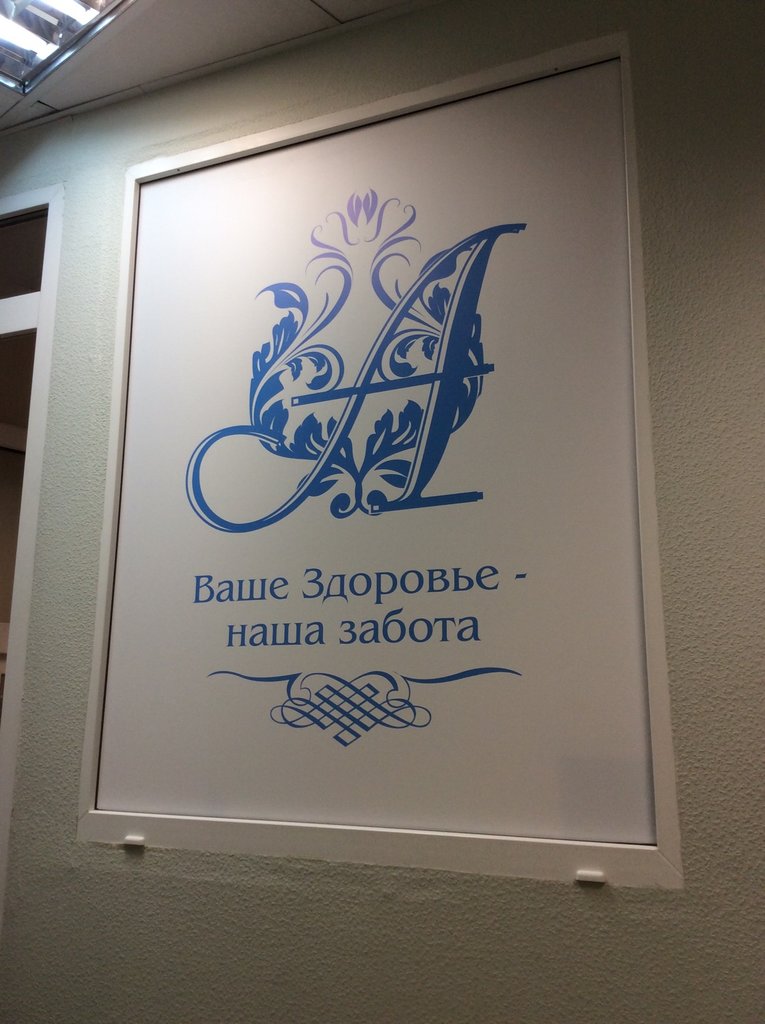 А
Ваше Здоровье -
наша забота